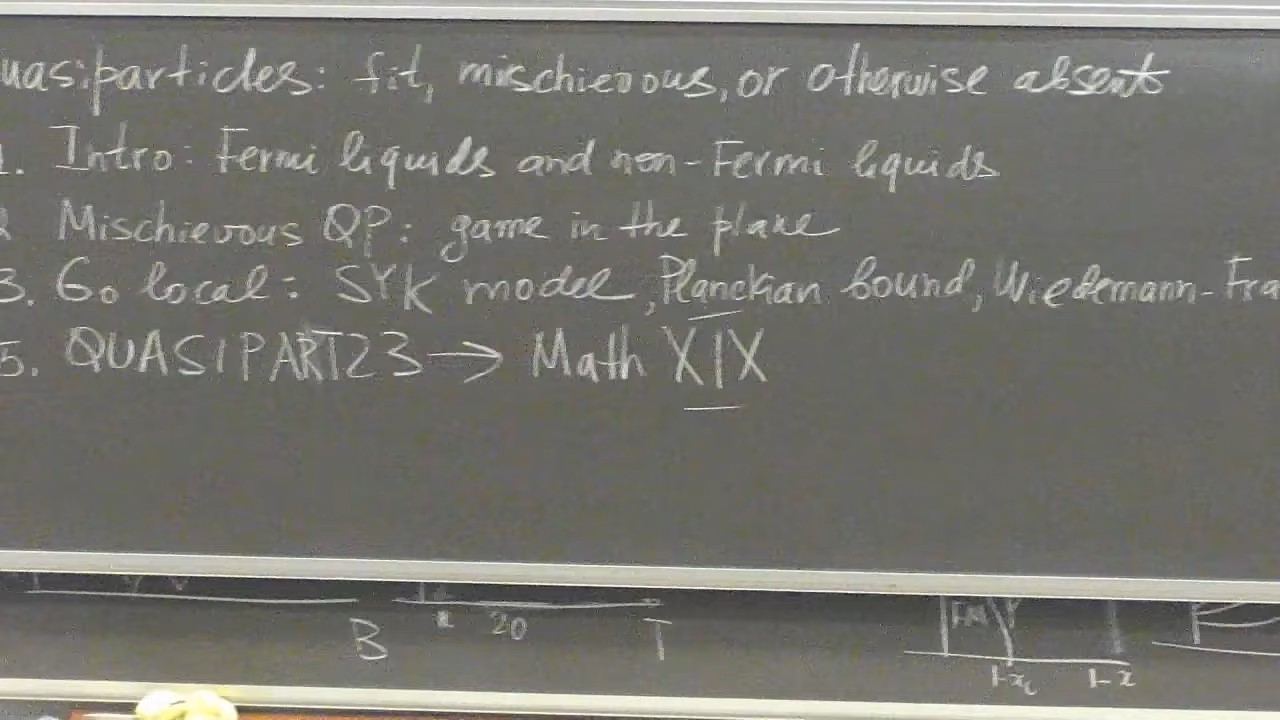 uasiparticles: fit, mischievous, or otherwise absent
1. Intro: Fermi liquids and non-Fermi liquids
2 Mischievous QP: game in the plane
3. Go local: SYK model, Planckian bound, Wiedemann-Fra
5. QUASIPART23 → Math XIX
B
20
T
1-x